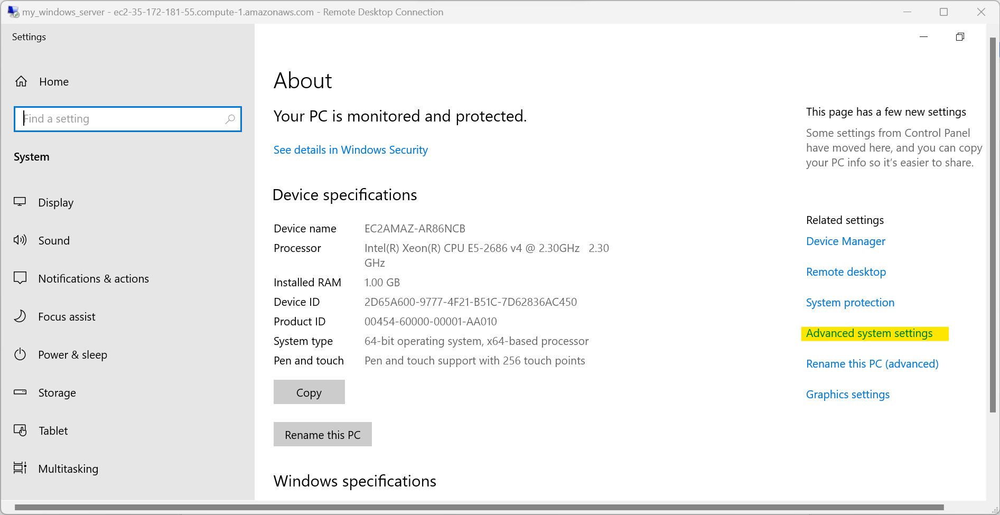 my_windows_server - ec2-35-172-181-55.compute-1.amazonaws.com - Remote Desktop Connection
Settings
Home
Find a setting
System
Display
Sound
Notifications & actions
Focus assist
Power & sleep
Storage
Tablet
Multitasking
About
Your PC is monitored and protected.
See details in Windows Security
Device specifications
Device name EC2AMAZ-AR86NCB
Processor Intel(R) Xeon(R) CPU E5-2686 v4 @ 2.30GHz 2.30
GHz
Installed RAM 1.00 GB
Device ID 2D65A600-9777-4F21-B51C-7D62836AC450
Product ID 00454-60000-00001-AA010
System type 64-bit operating system, x64-based processor
Pen and touch Pen and touch support with 256 touch points
Copy
Rename this PC
Windows specifications
This page has a few new settings
Some settings from Control Panel
have moved here, and you can copy
your PC info so it’s easier to share.
Related settings
Device Manager
Remote desktop
System protection
Advanced system settings
Rename this PC (advanced)
Graphics settings